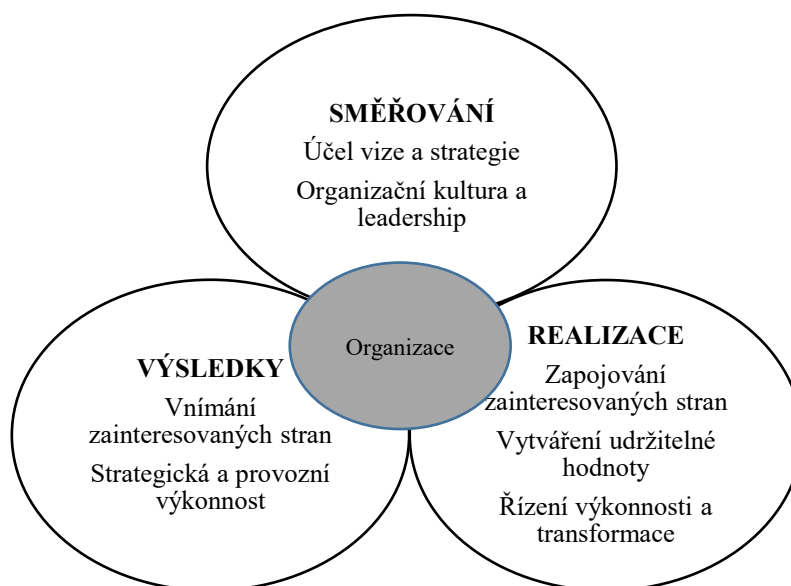 SMĚŘOVÁNÍ
Účel vize a strategie
Organizační kultura a
leadership
Organizace
VÝSLEDKY
Vnímání
zainteresovaných stran
Strategická a provozní
výkonnost
REALIZACE
Zapojování
zainteresovaných stran
Vytváření udržitelné
hodnoty
Řízení výkonnosti a
transformace